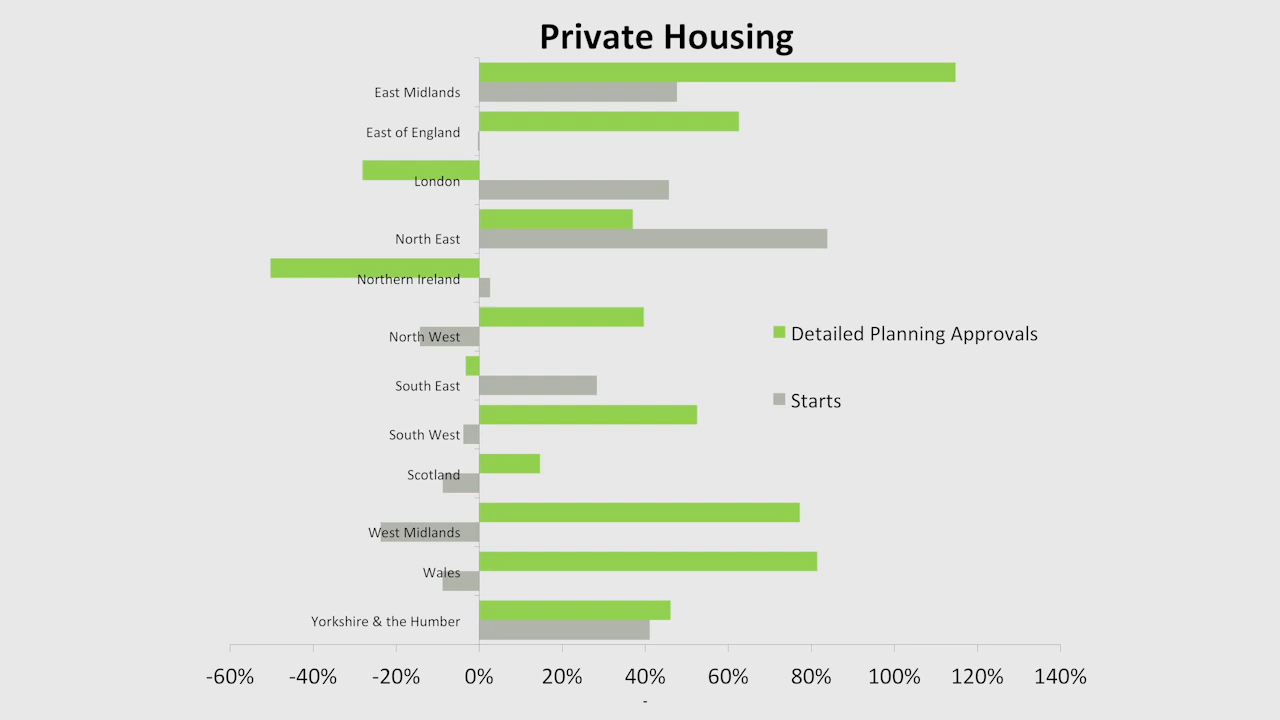 Private Housing
East Midlands
East of England
London
North East
Northern Ireland
North West
South East
South West
Scotland
West Midlands
Wales
Yorkshire & the Humber
Detailed Planning Approvals
Starts
-60% -40% -20% 0% 20% 40% 60% 80% 100% 120% 140%
-